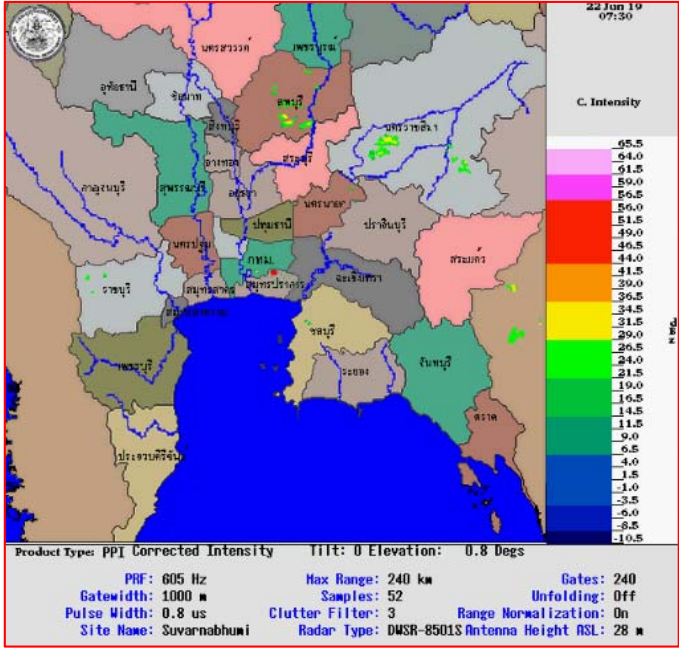 22 Jun 19
07:30
C. Intensity
นครสวรรค์
เพชรบูรณ์
อุทัยธานี
ชัยนาท
ลพบุรี
สิงห์บุรี
นครราชสีมา
อ่างทอง
สระบุรี
กาญจนบุรี
สุพรรณบุรี
อยุธยา
นครนายก
ปทุมธานี
ปราจีนบุรี
นครปฐม
กทม.
สระแก้ว
ราชบุรี
สมุทรสาคร
สมุทรปราการ
ฉะเชิงเทรา
ชลบุรี
เพชรบุรี
ระยอง
จันทบุรี
ตราด
ประจวบคีรีขันธ์
65.5
64.0
61.5
59.0
56.5
56.0
51.5
49.0
46.5
44.0
41.5
39.0
36.5
34.0
31.5
29.0
26.5
24.0
21.5
19.0
16.5
14.5
11.5
9.0
6.5
4.0
1.5
-1.0
-3.5
-6.0
-8.5
-10.5
Product Type: PPI Corrected Intensity Tilt: 0 Elevation: 0.8 Degs
PRF: 605 Hz Max Range: 240 km Gates: 240
Gatewidth: 1000 m Samples: 52 Unfolding: Off
Pulse Width: 0.8 us Clutter Filter: 3 Range Normalization: On
Site Name: Suvarnabhumi Radar Type: DWSR-8501S Antenna Height ASL: 28 m